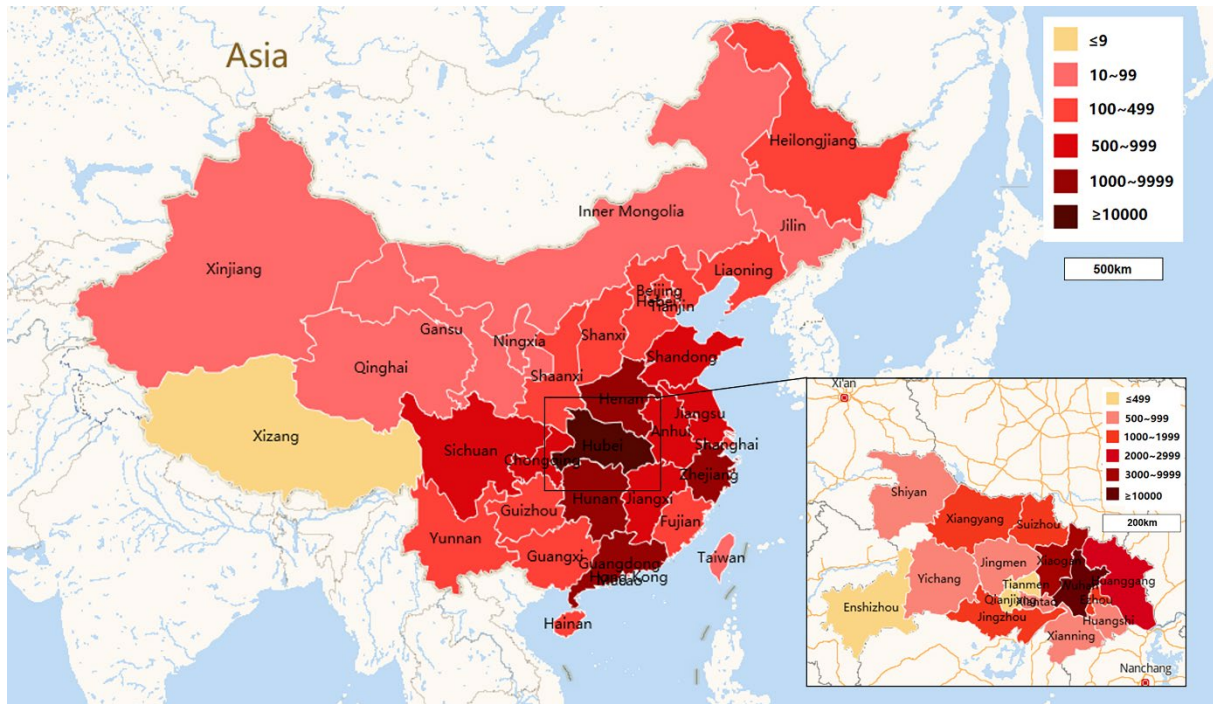 Asia
≤9
10~99
100~499
500~999
1000~9999
≥10000
500km
Heilongjiang
Inner Mongolia
Jilin
Xinjiang
Liaoning
Beijing
Hebei
Tianjin
Gansu
Ningxia
Shanxi
Qinghai
Shandong
Shaanxi
Henan
Jiangsu
Anhui
Xizang
Hubei
Shanghai
Sichuan
Chongqing
Zhejiang
Hunan
Jiangxi
Guizhou
Fujian
Yunnan
Guangxi
Guangdong
Taiwan
Hong Kong
Macao
Hainan
Xi'an
≤499
500~999
1000~1999
2000~2999
3000~9999
≥10000
200km
Shiyan
Xiangyang
Suizhou
Jingmen
Xiaogan
Yichang
Tianmen
Wuhan
Huanggang
Enshizhou
Qianjiang
Xiantao
Ezhou
Jingzhou
Huangshi
Xianning
Nanchang